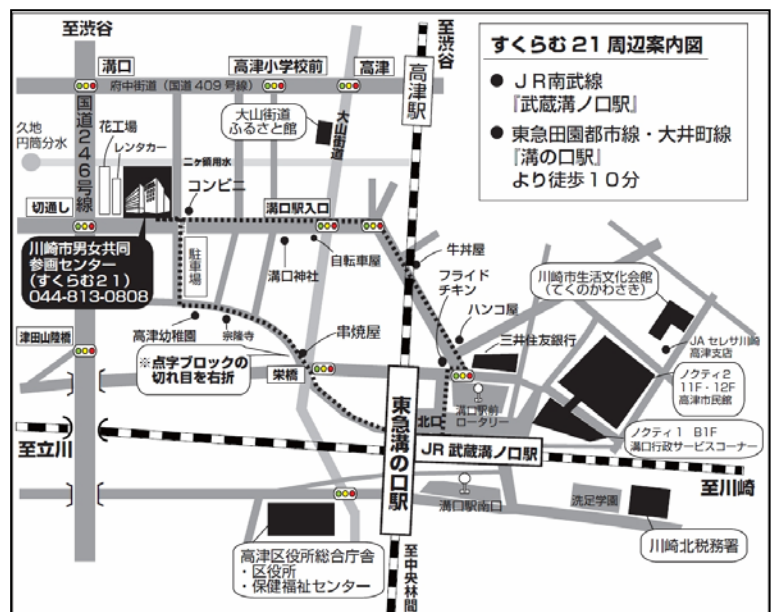 至渋谷
至渋谷
すくらむ21周辺案内図
● JR南武線
『武蔵溝ノ口駅』
● 東急田園都市線・大井町線
『溝の口駅』
より徒歩10分
溝口
高津小学校前
高津
府中街道(国道409号線)
高津駅
国道246号線
大山街道
ふるさと館
大山街道
久地
円筒分水
花工場
レンタカー
二ヶ領用水
コンビニ
切通し
溝口駅入口
川崎市男女共同
参画センター
(すくらむ21)
044-813-0808
駐車場
溝口神社
自転車屋
牛丼屋
フライド
チキン
ハンコ屋
川崎市生活文化会館
(てくのかわさき)
三井住友銀行
JA セレサ川崎
高津支店
津田山陸橋
高津幼稚園
宗隆寺
串焼屋
※点字ブロックの
切れ目を右折
栄橋
ノクティ2
11F・12F
高津市民館
溝口駅前
ロータリー
北口
東急溝の口駅
ノクティ1 B1F
溝口行政サービスコーナー
至立川
JR 武蔵溝ノ口駅
至川崎
溝口駅南口
洗足学園
川崎北税務署
高津区役所総合庁舎
・区役所
・保健福祉センター
至中央林間